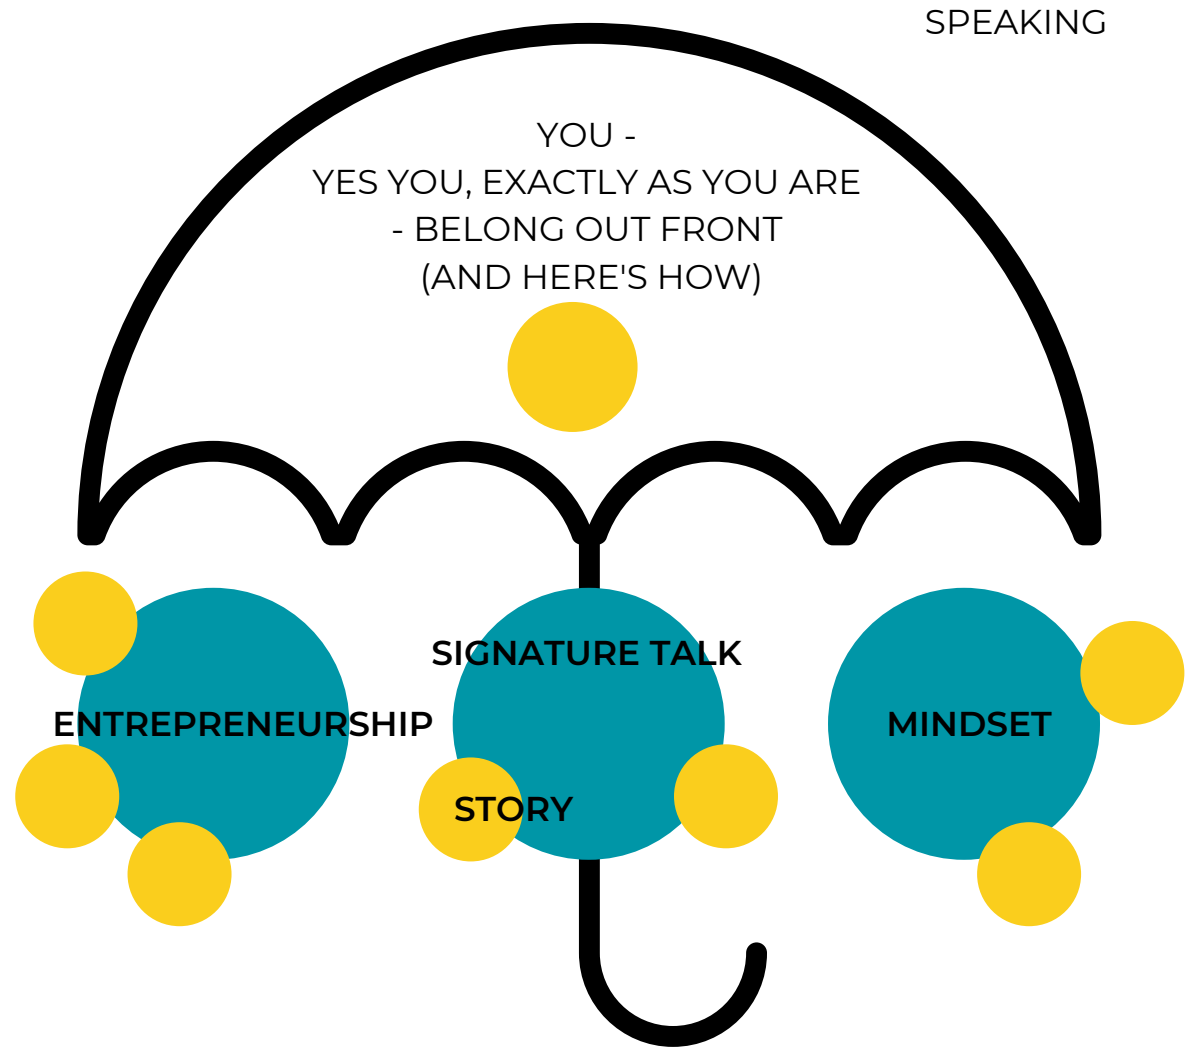 SPEAKING
YOU -
YES YOU, EXACTLY AS YOU ARE
- BELONG OUT FRONT
(AND HERE'S HOW)
SIGNATURE TALK
ENTREPRENEURSHIP
MINDSET
STORY